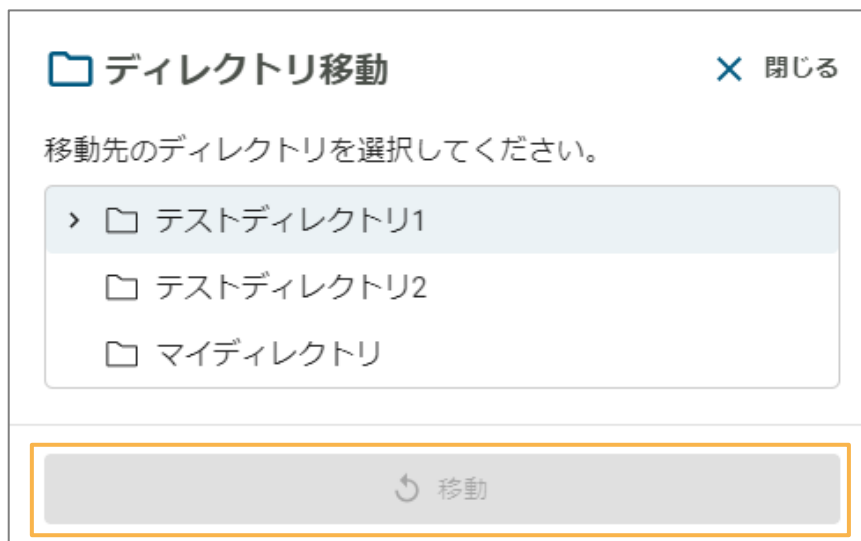 ディレクトリ移動
閉じる
移動先のディレクトリを選択してください。
テストディレクトリ1
テストディレクトリ2
マイディレクトリ
移動